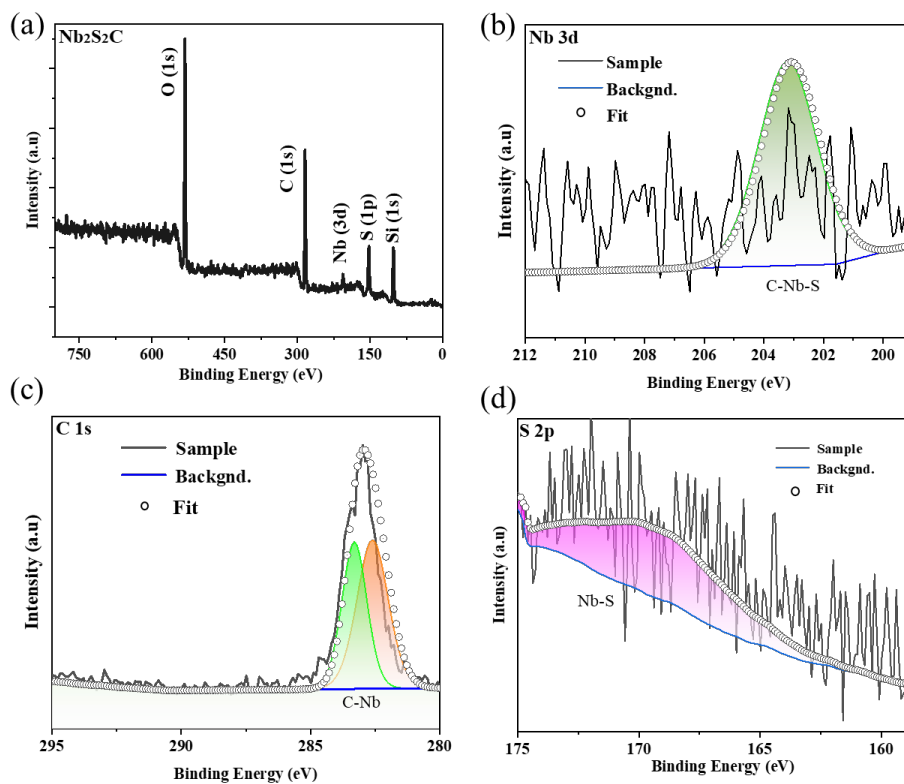 (a)
Nb₂S₂C
O (1s)
C (1s)
Nb (3d)
S (1p)
Si (1s)
Intensity (a.u)
750 600 450 300 150 0
Binding Energy (eV)
(b)
Nb 3d
Sample
Backgnd.
Fit
C-Nb-S
Intensity (a.u)
212 210 208 206 204 202 200
Binding Energy (eV)
(c)
C 1s
Sample
Backgnd.
Fit
C-Nb
Intensity (a.u)
295 290 285 280
Binding Energy (eV)
(d)
S 2p
Sample
Backgnd.
Fit
Nb-S
Intensity (a.u)
175 170 165 160
Binding Energy (eV)